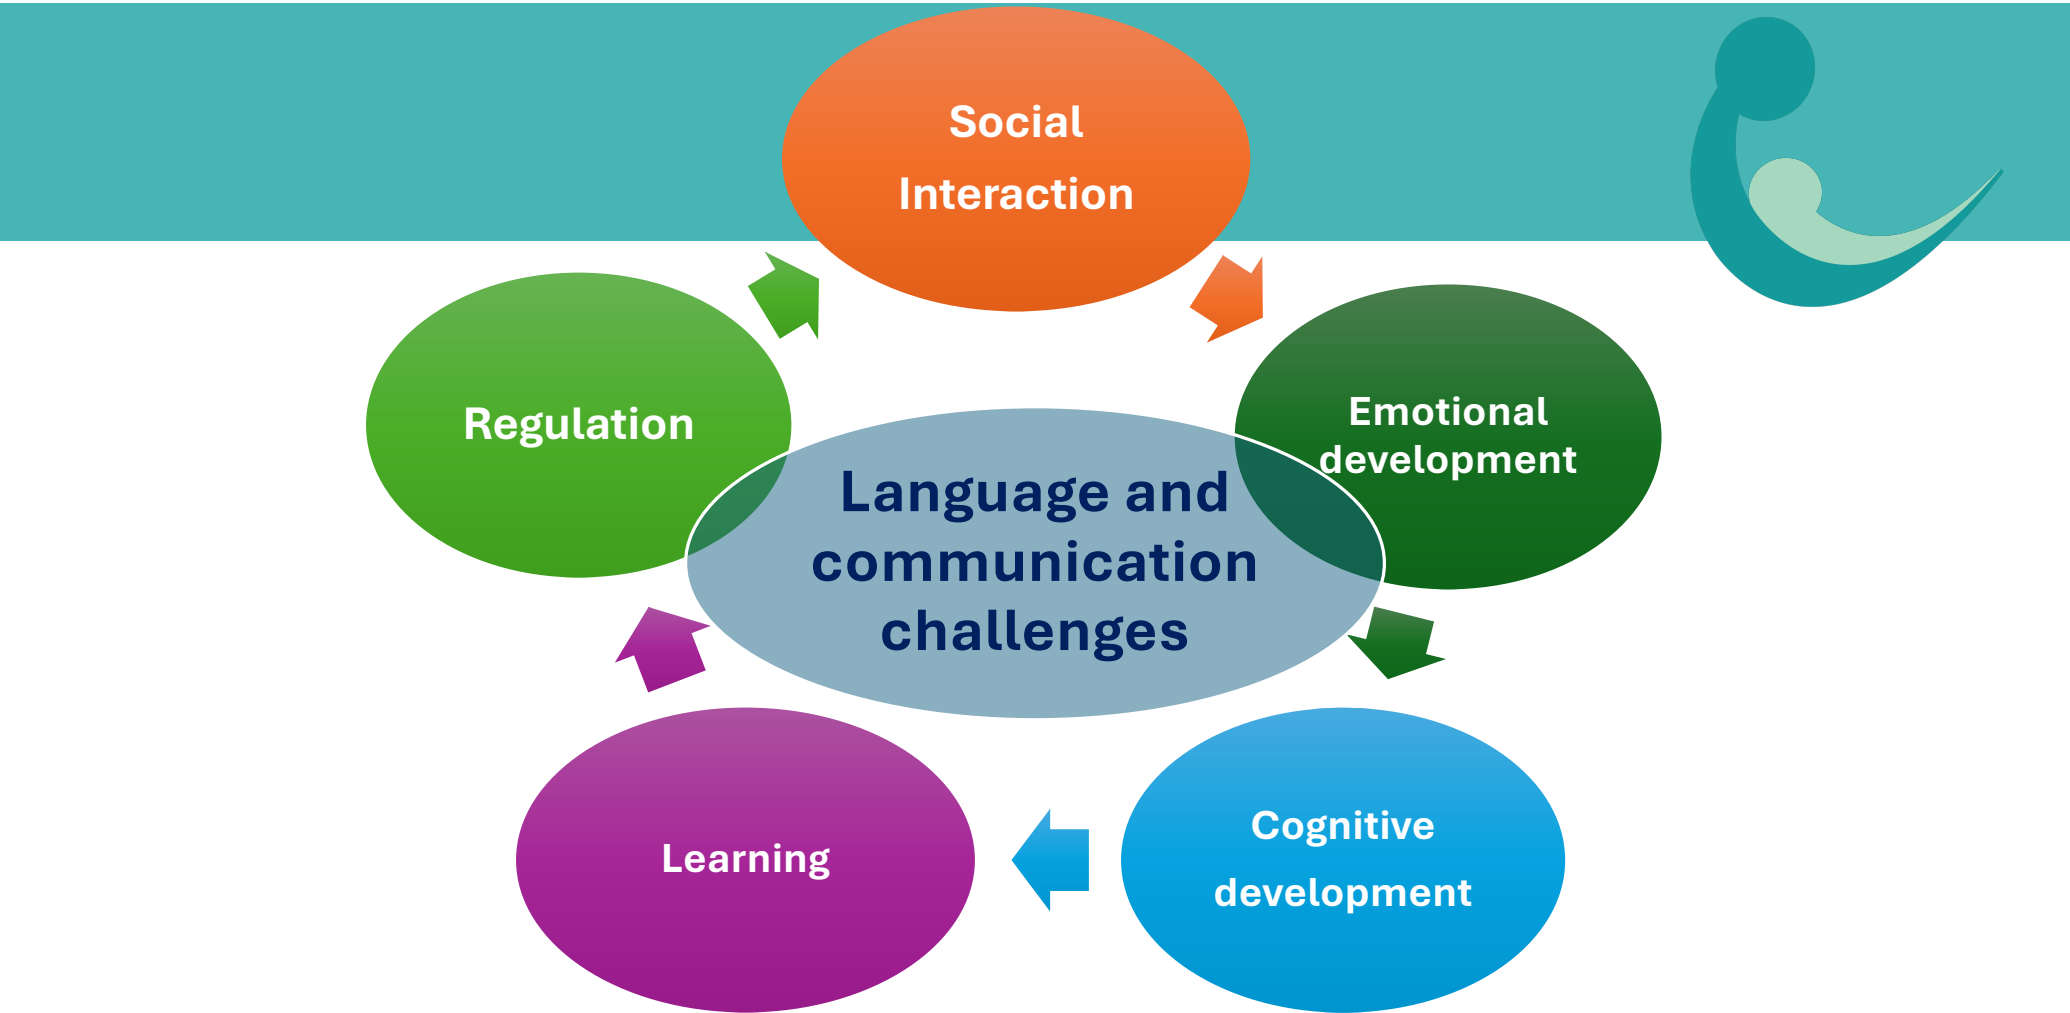 Social
Interaction
Emotional
development
Cognitive
development
Learning
Regulation
Language and
communication
challenges